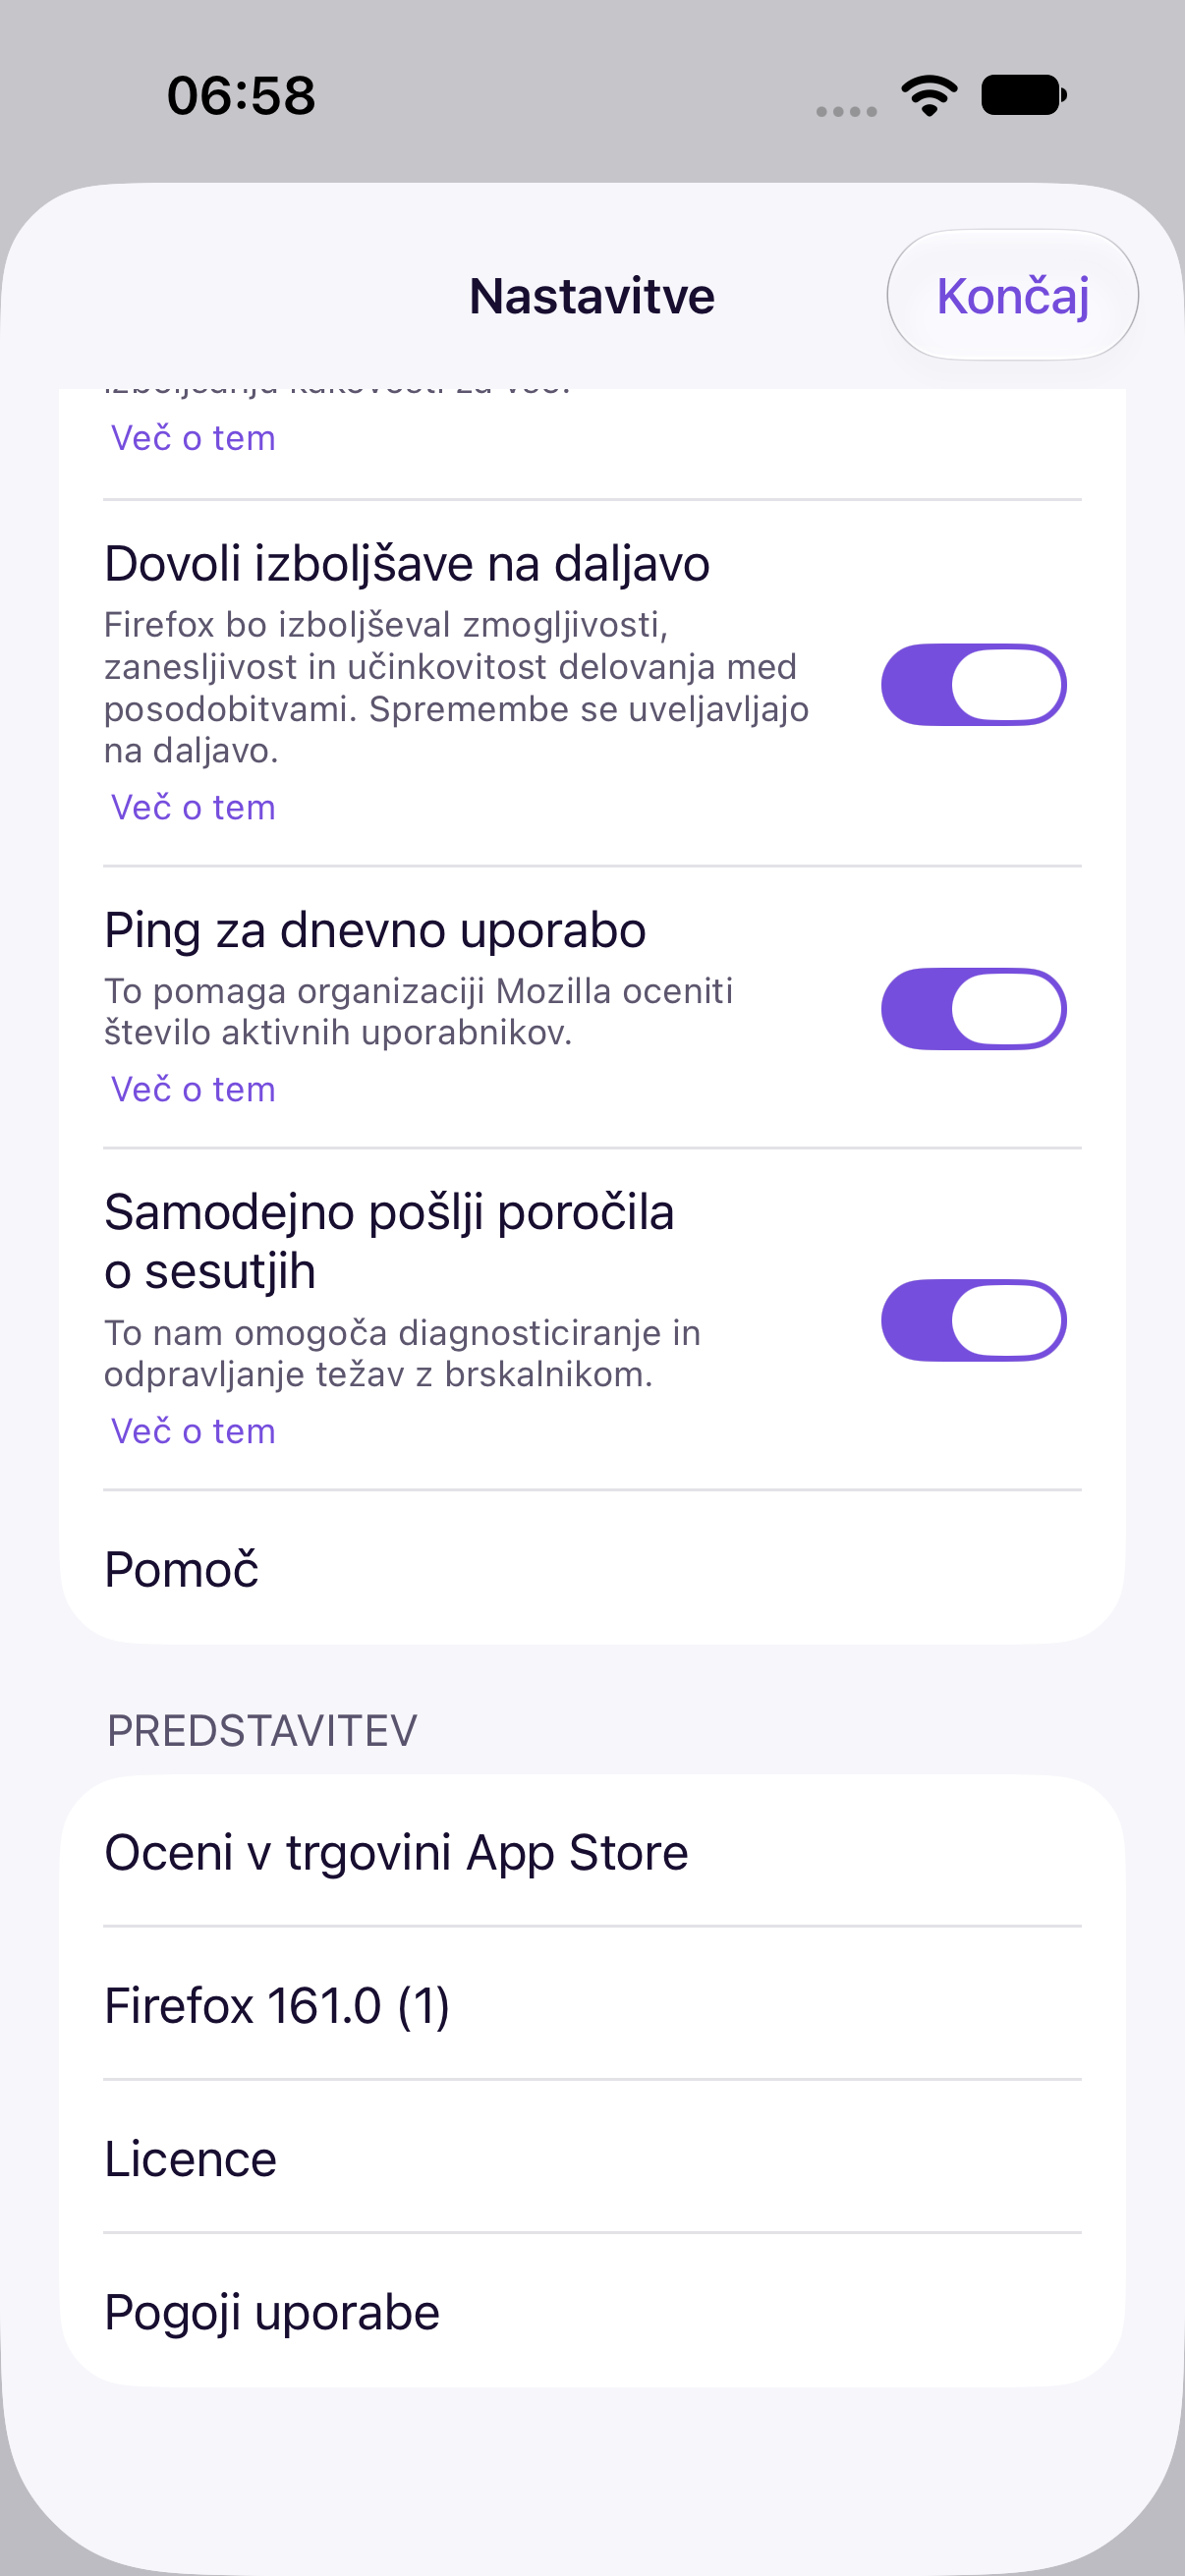 06:58
Nastavitve
Končaj
Več o tem
Dovoli izboljšave na daljavo
Firefox bo izboljševal zmogljivosti,
zanesljivost in učinkovitost delovanja med
posodobitvami. Spremembe se uveljavljajo
na daljavo.
Več o tem
Ping za dnevno uporabo
To pomaga organizaciji Mozilla oceniti
število aktivnih uporabnikov.
Več o tem
Samodejno pošlji poročila
o sesutjih
To nam omogoča diagnosticiranje in
odpravljanje težav z brskalnikom.
Več o tem
Pomoč
PREDSTAVITEV
Oceni v trgovini App Store
Firefox 161.0 (1)
Licence
Pogoji uporabe